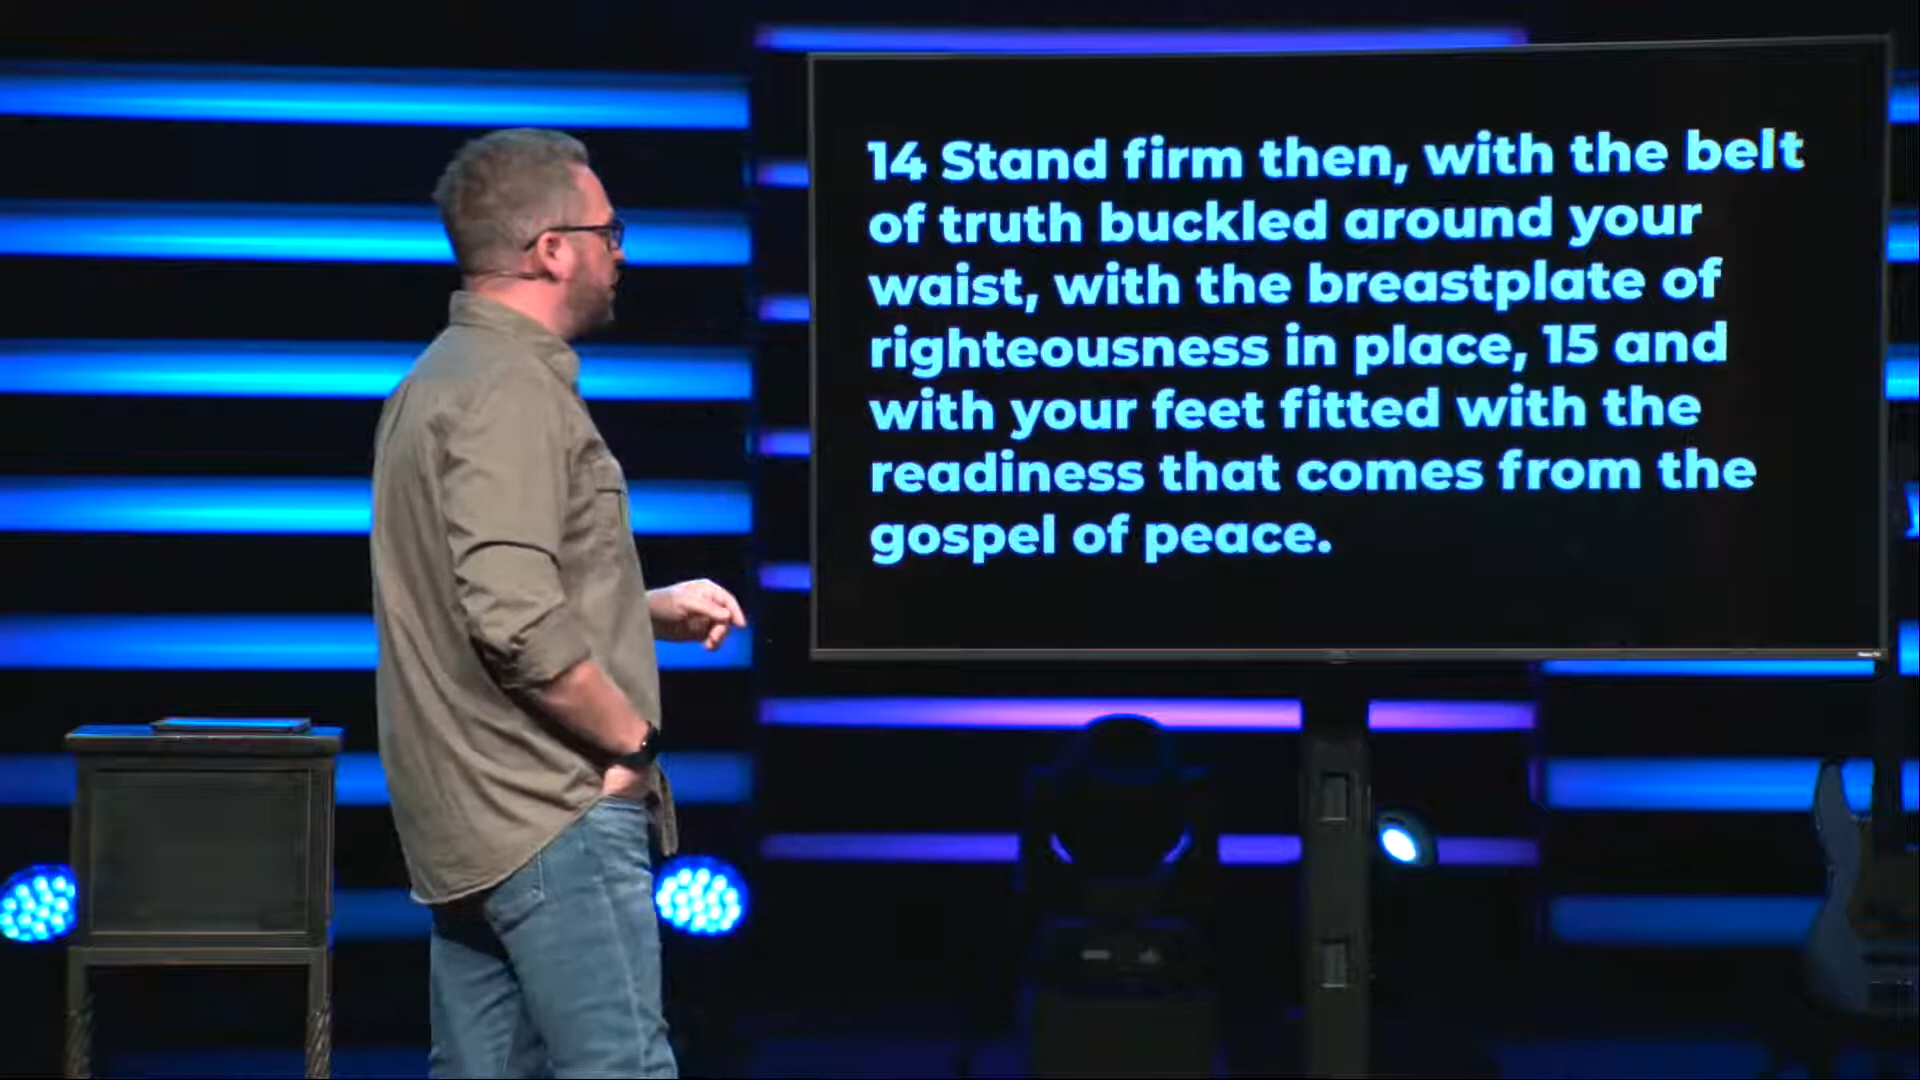 14 Stand firm then, with the belt
of truth buckled around your
waist, with the breastplate of
righteousness in place, 15 and
with your feet fitted with the
readiness that comes from the
gospel of peace.